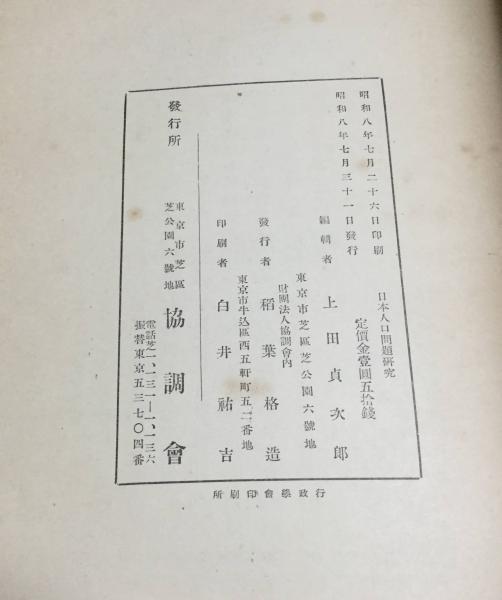 日本人口問題硏究
定價金壹圓五拾錢
昭和八年七月二十六日印刷
昭和八年七月三十一日發行
編輯者 上田貞次郎
東京市芝區芝公園六號地
財團法人協調會內
發行者 稻葉格造
東京市牛込區西五軒町五二番地
印刷者 白井祐吉
發行所
東京市芝區
芝公園六號地
協調會
電話芝一、一三一—一、一三六
振替東京五三七〇四番
所刷印會學政行